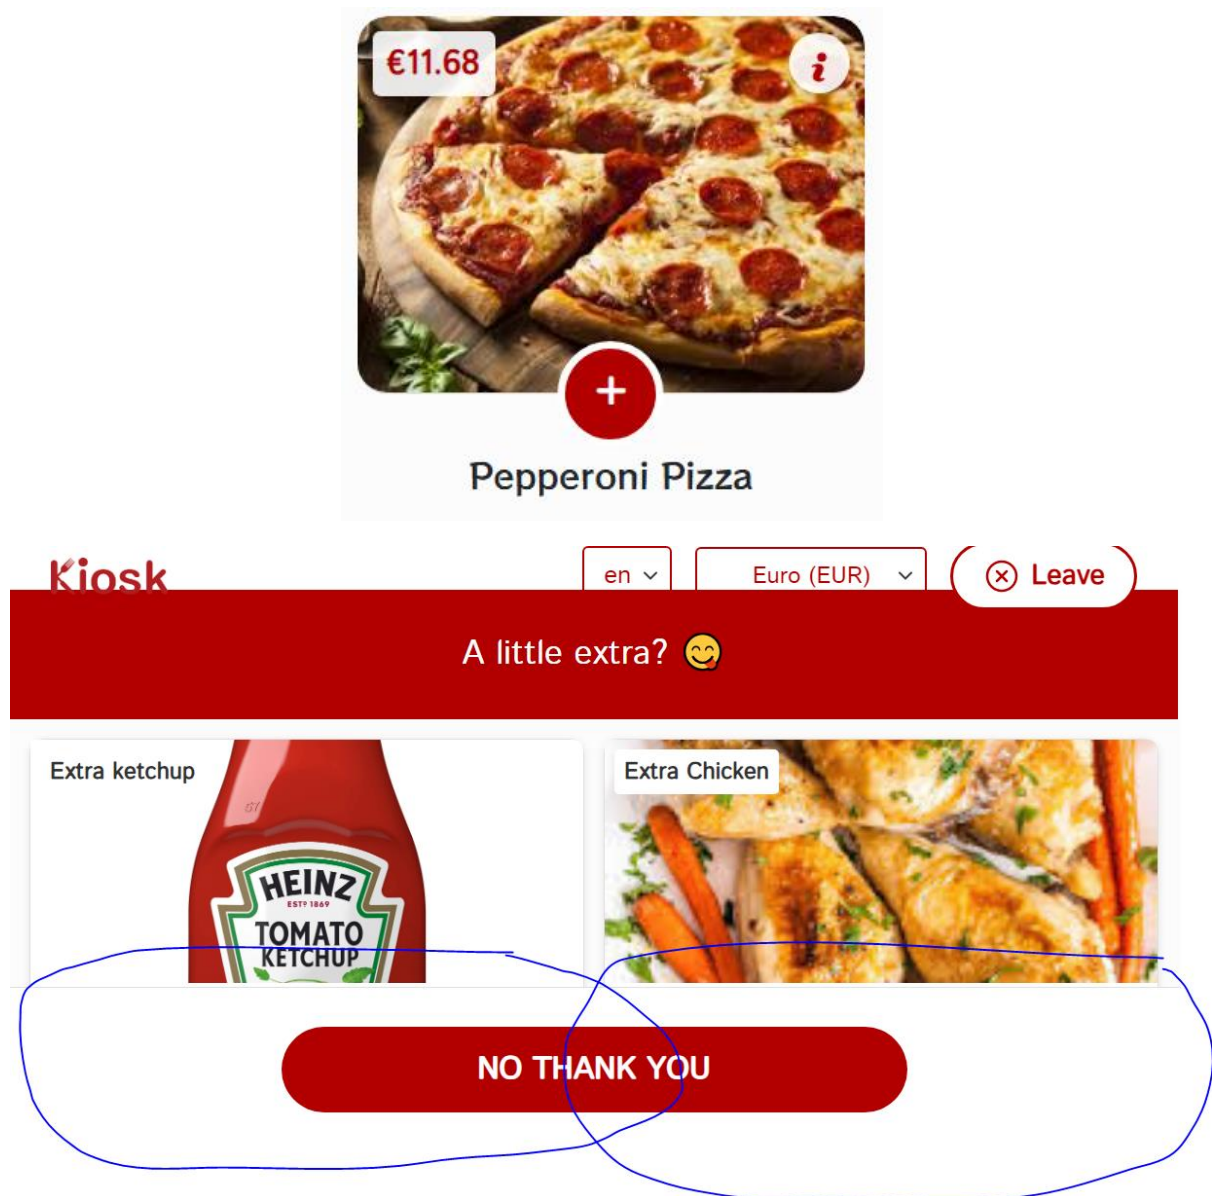 €11.68
i
+
Pepperoni Pizza
Kiosk
en
Euro (EUR)
Leave
A little extra? 😋
Extra ketchup
Extra Chicken
HEINZ
ESTD 1869
TOMATO
KETCHUP
NO THANK YOU